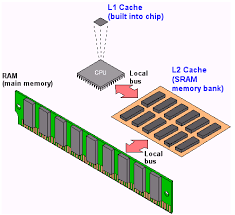 L1 Cache
(built into chip)
CPU
RAM
(main memory)
Local
bus
L2 Cache
(SRAM
memory bank)
Local
bus